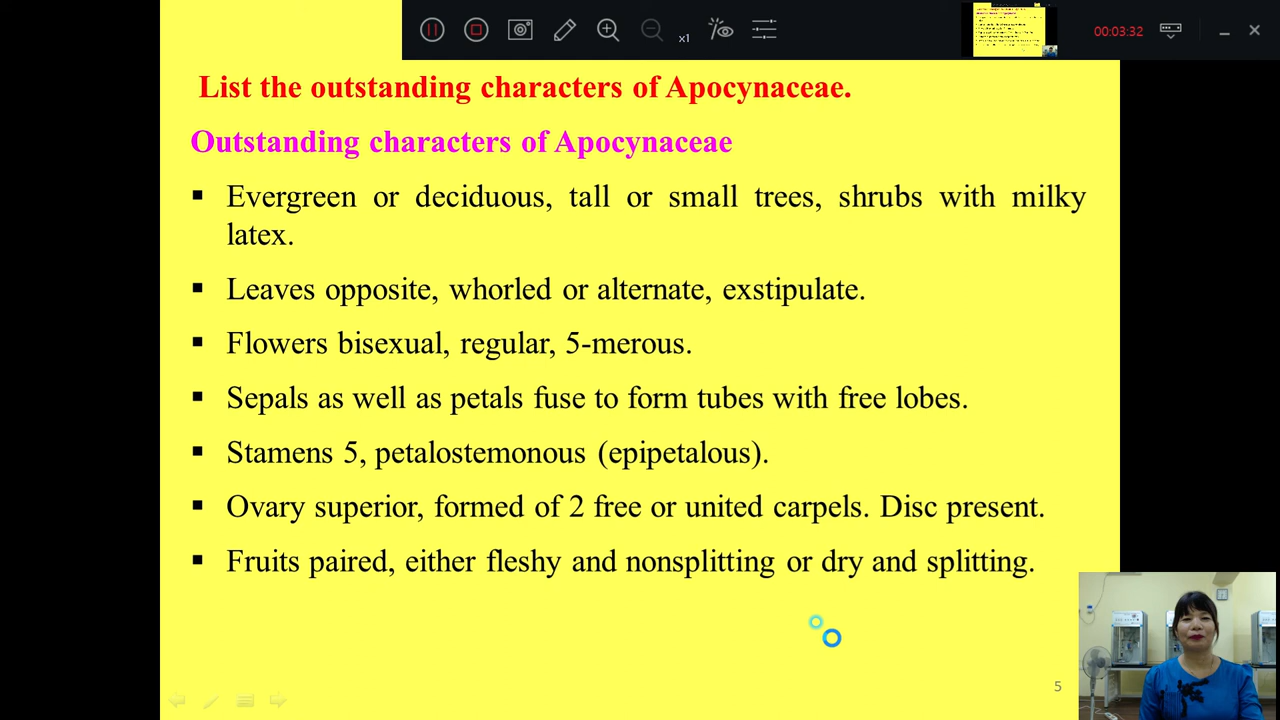 x1
00:03:32
List the outstanding characters of Apocynaceae.
Outstanding characters of Apocynaceae
▪ Evergreen or deciduous, tall or small trees, shrubs with milky
latex.
▪ Leaves opposite, whorled or alternate, exstipulate.
▪ Flowers bisexual, regular, 5-merous.
▪ Sepals as well as petals fuse to form tubes with free lobes.
▪ Stamens 5, petalostemonous (epipetalous).
▪ Ovary superior, formed of 2 free or united carpels. Disc present.
▪ Fruits paired, either fleshy and nonsplitting or dry and splitting.
5